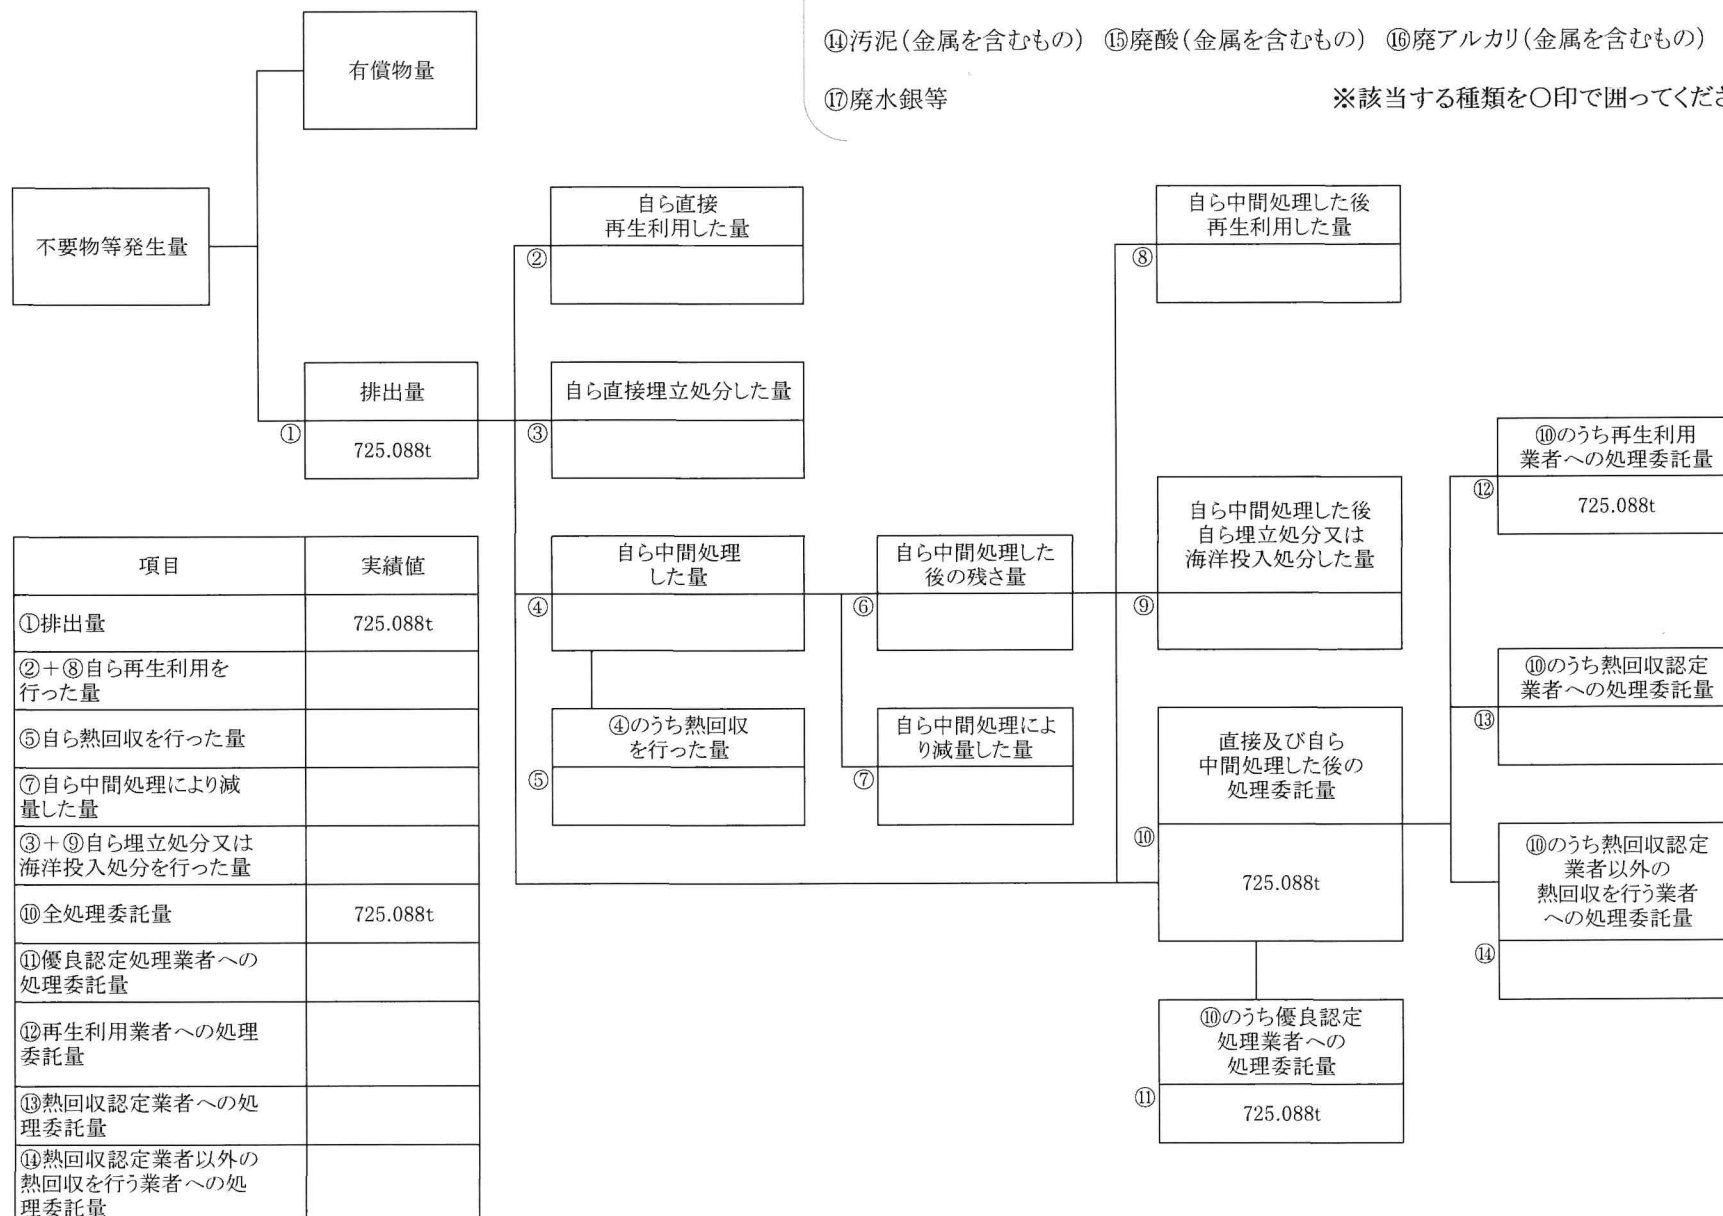 ⑭汚泥(金属を含むもの) ⑮廃酸(金属を含むもの) ⑯廃アルカリ(金属を含むもの)
⑰廃水銀等
※該当する種類を○印で囲ってくださ
有償物量
不要物等発生量
自ら直接
再生利用した量
②
自ら中間処理した後
再生利用した量
⑧
排出量
①
725.088t
自ら直接埋立処分した量
③
⑩のうち再生利用
業者への処理委託量
⑫
725.088t
自ら中間処理
した量
④
自ら中間処理した
後の残さ量
⑥
自ら中間処理した後
自ら埋立処分又は
海洋投入処分した量
⑨
⑩のうち熱回収認定
業者への処理委託量
⑬
④のうち熱回収
を行った量
⑤
自ら中間処理によ
り減量した量
⑦
直接及び自ら
中間処理した後の
処理委託量
⑩
725.088t
⑩のうち熱回収認定
業者以外の
熱回収を行う業者
への処理委託量
⑭
⑩のうち優良認定
処理業者への
処理委託量
⑪
725.088t
項目 実績値
①排出量 725.088t
②+⑧自ら再生利用を
行った量
⑤自ら熱回収を行った量
⑦自ら中間処理により減
量した量
③+⑨自ら埋立処分又は
海洋投入処分を行った量
⑩全処理委託量 725.088t
⑪優良認定処理業者への
処理委託量
⑫再生利用業者への処理
委託量
⑬熱回収認定業者への処
理委託量
⑭熱回収認定業者以外の
熱回収を行う業者への処
理委託量